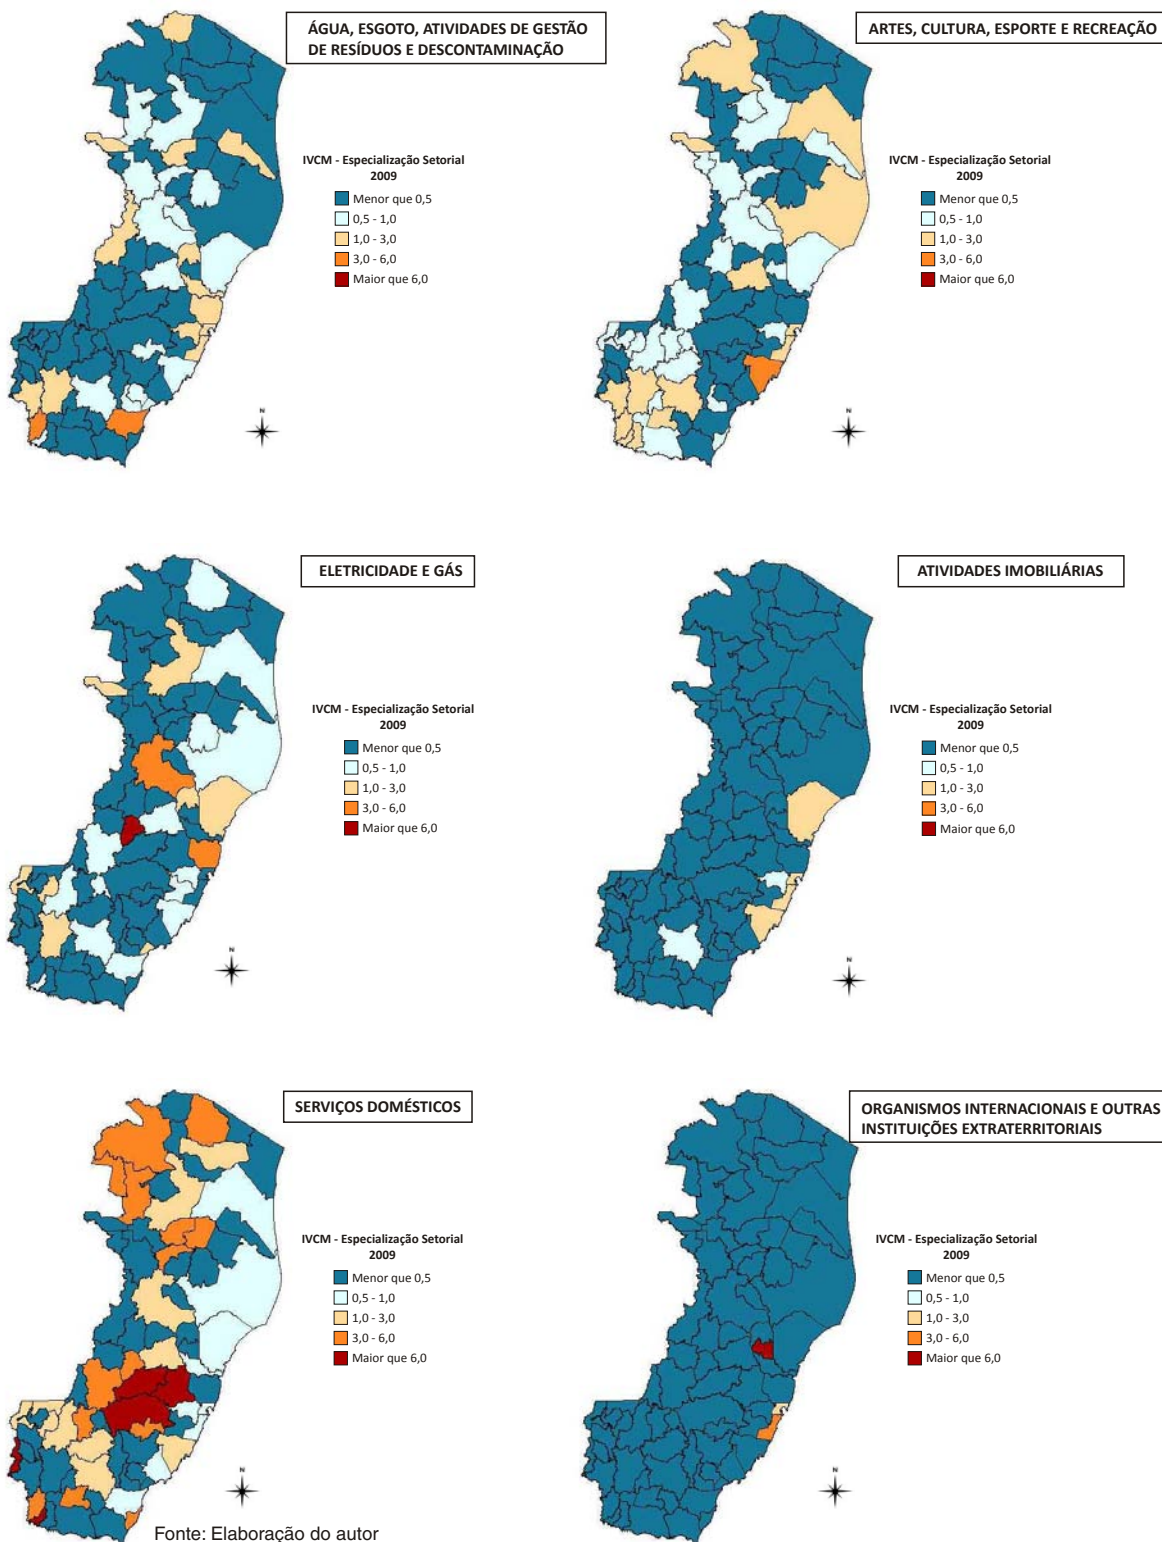 ÁGUA, ESGOTO, ATIVIDADES DE GESTÃO
DE RESÍDUOS E DESCONTAMINAÇÃO
IVCM - Especialização Setorial
2009
Menor que 0,5
0,5 - 1,0
1,0 - 3,0
3,0 - 6,0
Maior que 6,0
N
ARTES, CULTURA, ESPORTE E RECREAÇÃO
IVCM - Especialização Setorial
2009
Menor que 0,5
0,5 - 1,0
1,0 - 3,0
3,0 - 6,0
Maior que 6,0
N
ELETRICIDADE E GÁS
IVCM - Especialização Setorial
2009
Menor que 0,5
0,5 - 1,0
1,0 - 3,0
3,0 - 6,0
Maior que 6,0
N
ATIVIDADES IMOBILIÁRIAS
IVCM - Especialização Setorial
2009
Menor que 0,5
0,5 - 1,0
1,0 - 3,0
3,0 - 6,0
Maior que 6,0
N
SERVIÇOS DOMÉSTICOS
IVCM - Especialização Setorial
2009
Menor que 0,5
0,5 - 1,0
1,0 - 3,0
3,0 - 6,0
Maior que 6,0
N
ORGANISMOS INTERNACIONAIS E OUTRAS
INSTITUIÇÕES EXTRATERRITORIAIS
IVCM - Especialização Setorial
2009
Menor que 0,5
0,5 - 1,0
1,0 - 3,0
3,0 - 6,0
Maior que 6,0
N
Fonte: Elaboração do autor